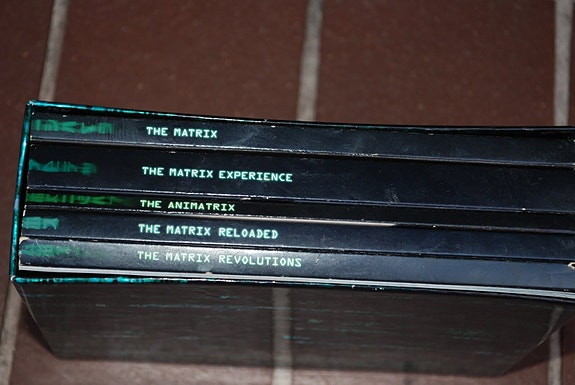 THE MATRIX
THE MATRIX EXPERIENCE
THE ANIMATRIX
THE MATRIX RELOADED
THE MATRIX REVOLUTIONS